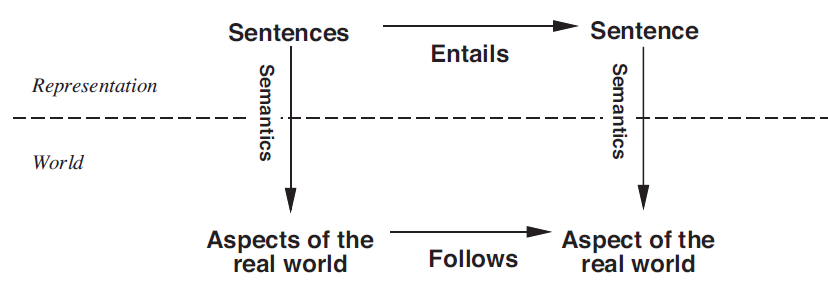 Sentences
Entails
Sentence
Representation
Semantics
Semantics
World
Aspects of the
real world
Follows
Aspect of the
real world